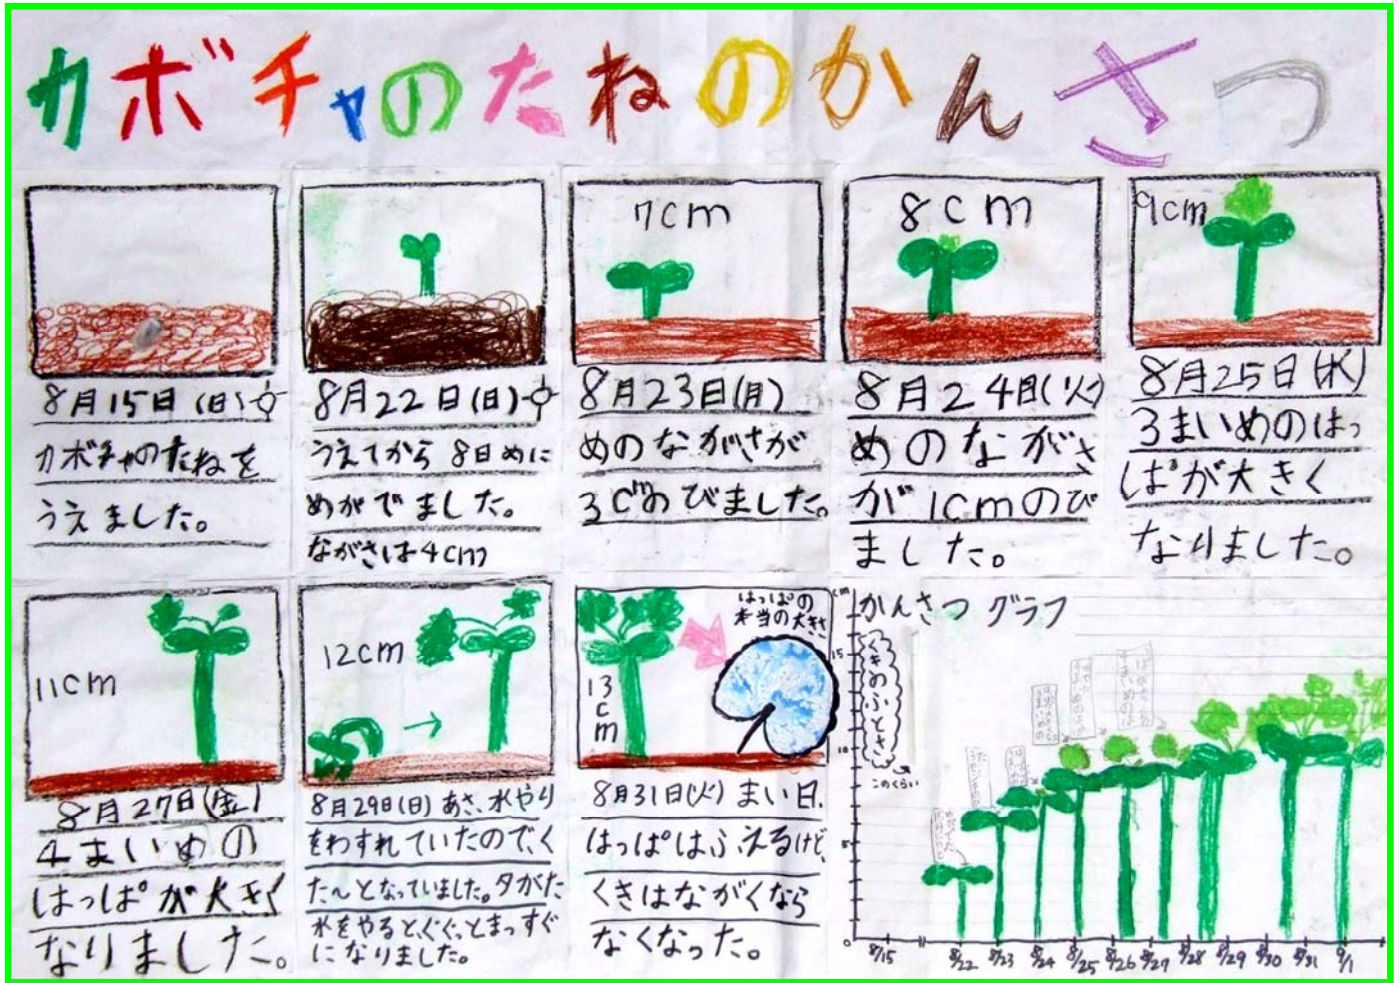 カボチャのたねのかんさつ
8月15日(日)
カボチャのたねを
うえました。
8月22日(日)
うえてから8日めに
めがでました。
ながさは4cm
7cm
8月23日(月)
めのながさが
3cmのびました。
8cm
8月24日(火)
めのながさ
が1cmのび
ました。
9cm
8月25日(水)
3まいめのはっ
ぱが大きく
なりました。
11cm
8月27日(金)
4まいめの
はっぱが大きく
なりました。
12cm
8月29日(日)あさ、水やり
をわすれていたので、く
た〜となっていました。夕がた
水をやると、ぐぐっとまっすぐ
になりました。
13cm
はっぱの
本当の大きさ
8月31日(火)まい日、
はっぱはふえるけど、
くきはながくなら
なくなった。
かんさつグラフ
cm
15
10
5
0
くきのふとさ
このくらい
8/15 8/22 8/23 8/24 8/25 8/26 8/27 8/28 8/29 8/30 8/31 9/1